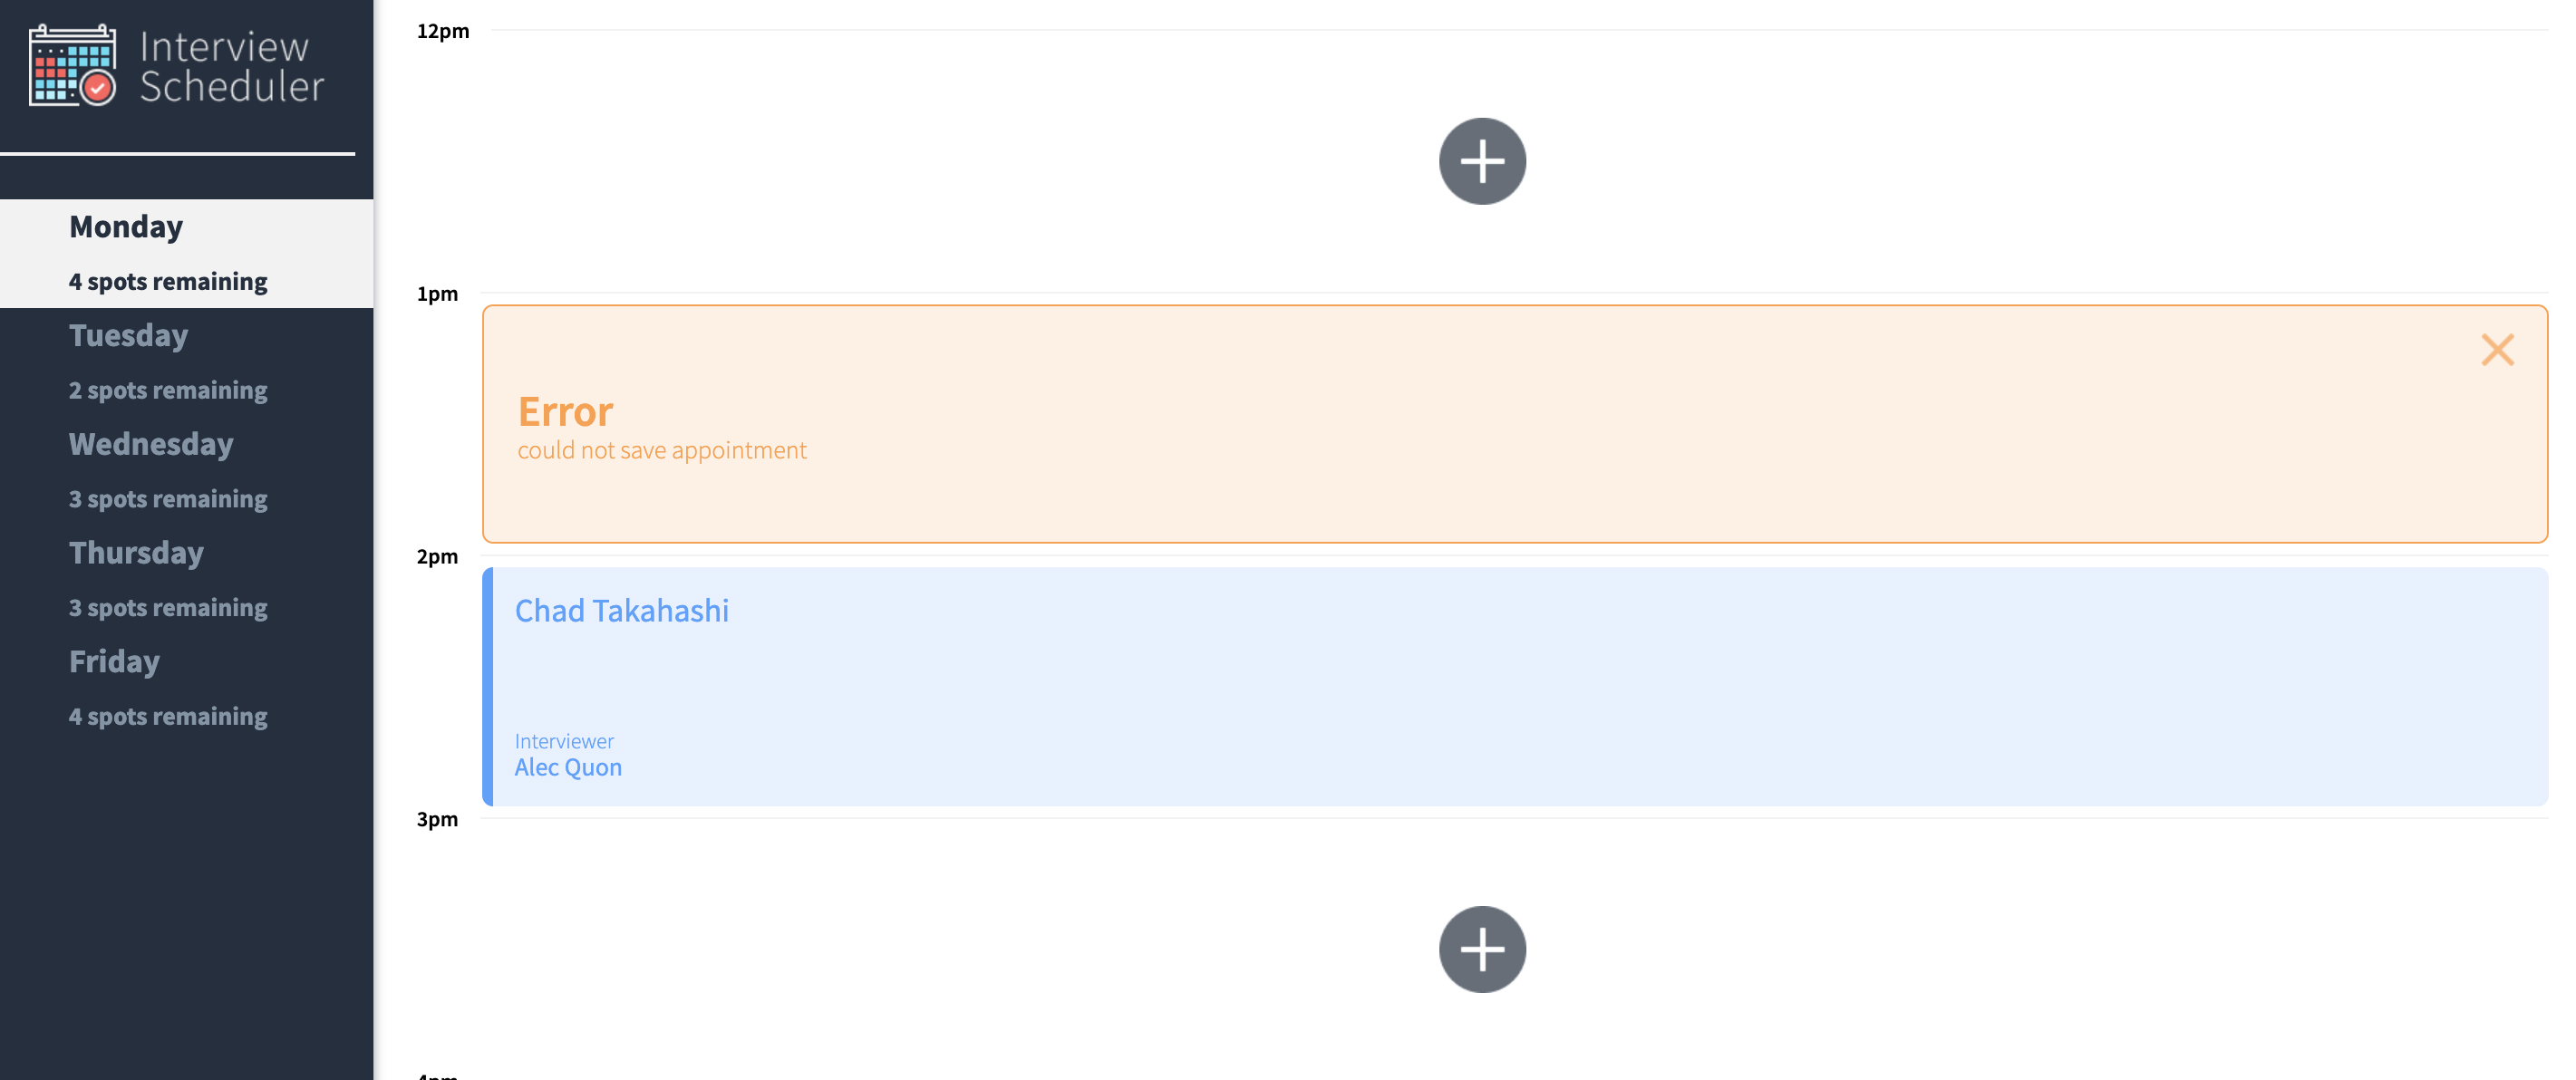 Interview
Scheduler
Monday
4 spots remaining
Tuesday
2 spots remaining
Wednesday
3 spots remaining
Thursday
3 spots remaining
Friday
4 spots remaining
12pm
1pm
Error
could not save appointment
2pm
Chad Takahashi
Interviewer
Alec Quon
3pm